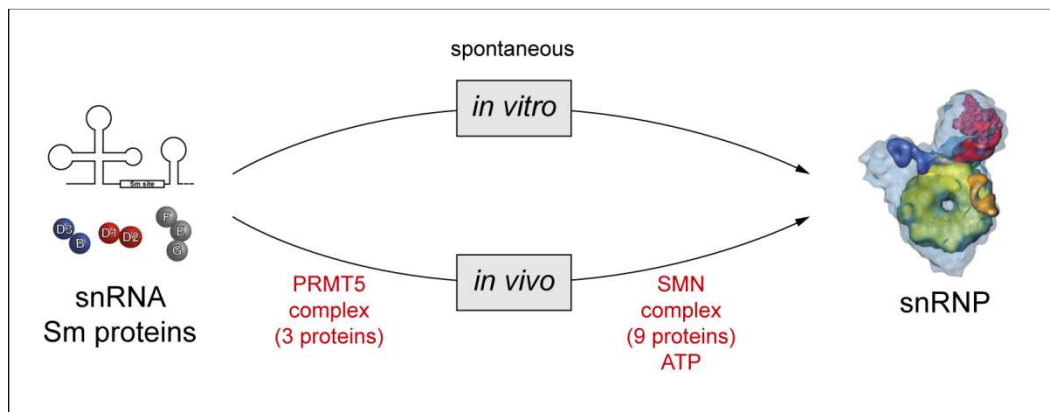 spontaneous
in vitro
Sm site
D3
B
D1
D2
F
E
G
snRNA
Sm proteins
PRMT5
complex
(3 proteins)
in vivo
SMN
complex
(9 proteins)
ATP
snRNP